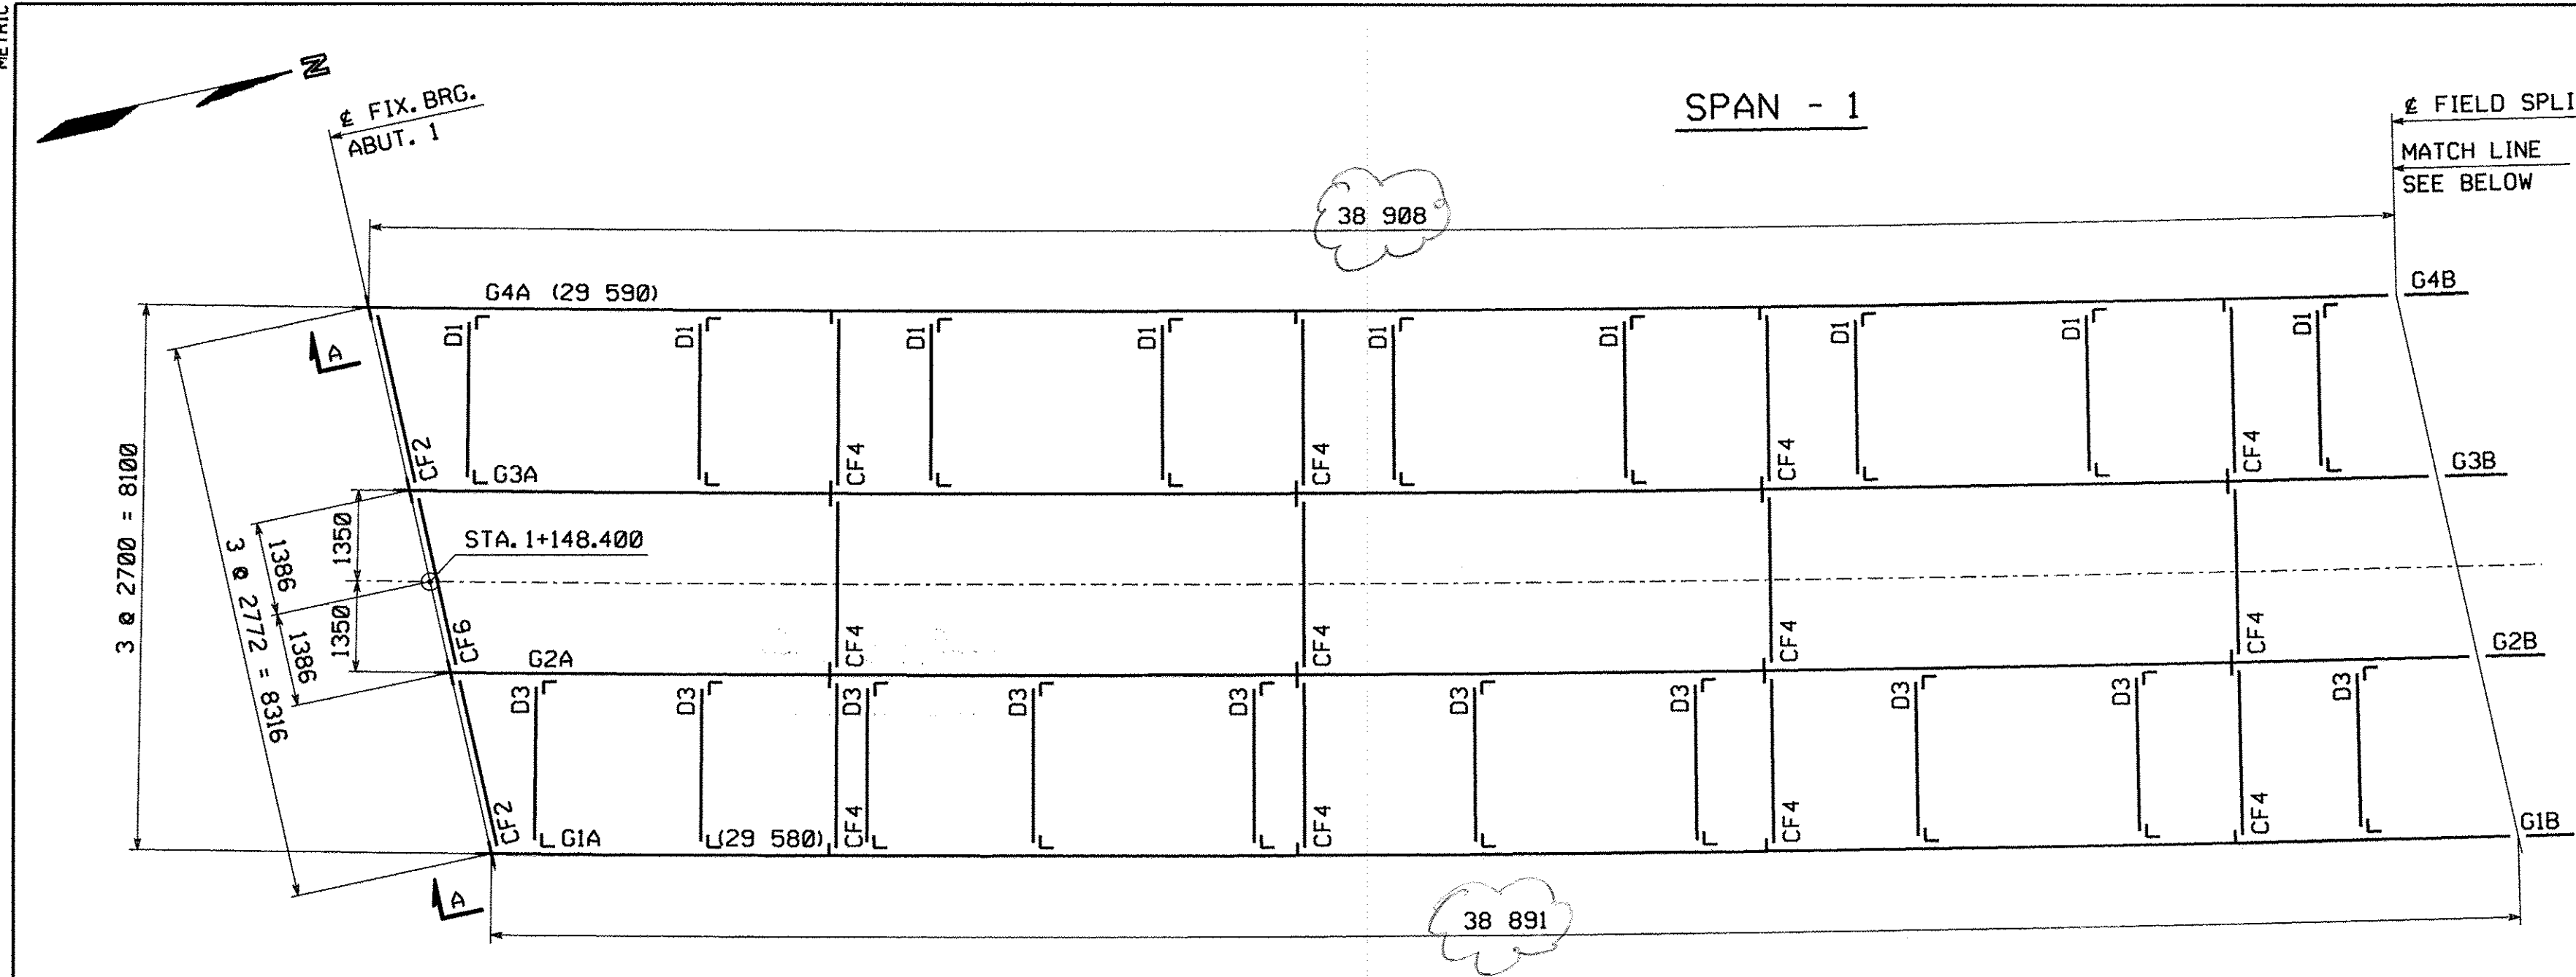 METRIC
N
⅊ FIX. BRG.
ABUT. 1
SPAN - 1
⅊ FIELD SPLI
MATCH LINE
SEE BELOW
38 908
G4A (29 590)
G4B
A
D1
D1
D1
D1
D1
D1
D1
D1
D1
CF2
CF4
CF4
CF4
CF4
G3A
G3B
3 @ 2700 = 8100
3 @ 2772 = 8316
1386
1386
1350
1350
STA. 1+148.400
CF6
CF4
CF4
CF4
CF4
G2A
G2B
D3
D3
D3
D3
D3
D3
D3
D3
D3
D3
CF2
CF4
CF4
CF4
CF4
G1A
(29 580)
G1B
A
38 891